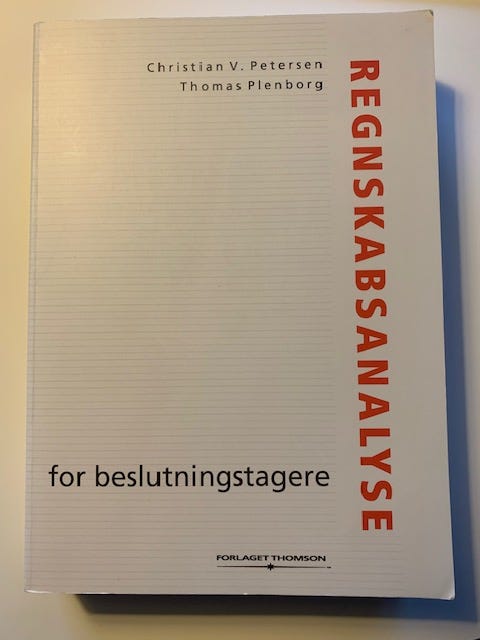 Christian V. Petersen
Thomas Plenborg
REGNSKABSANALYSE
for beslutningstagere
FORLAGET THOMSON